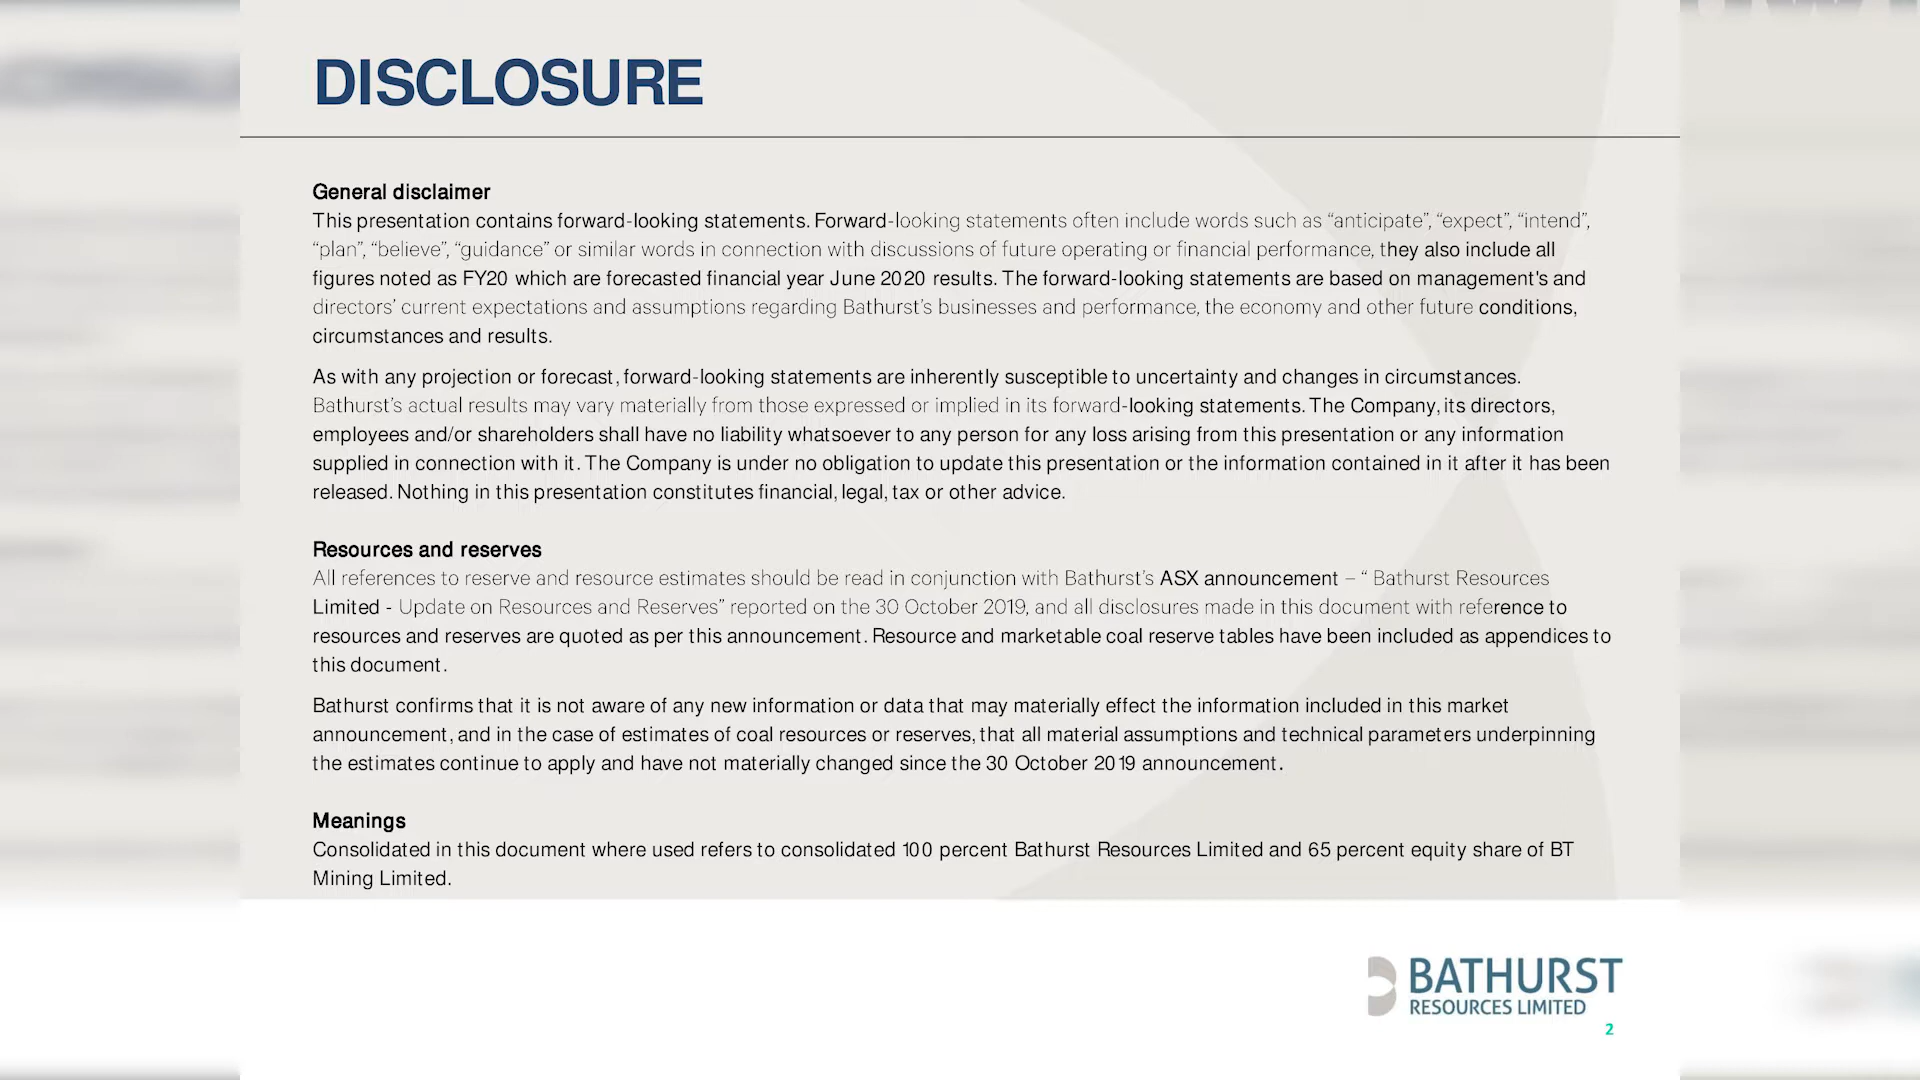 DISCLOSURE
General disclaimer
This presentation contains forward-looking statements. Forward-looking statements often include words such as “anticipate”, “expect”, “intend”,
“plan”, “believe”, “guidance” or similar words in connection with discussions of future operating or financial performance, they also include all
figures noted as FY20 which are forecasted financial year June 2020 results. The forward-looking statements are based on management's and
directors’ current expectations and assumptions regarding Bathurst’s businesses and performance, the economy and other future conditions,
circumstances and results.
As with any projection or forecast, forward-looking statements are inherently susceptible to uncertainty and changes in circumstances.
Bathurst’s actual results may vary materially from those expressed or implied in its forward-looking statements. The Company, its directors,
employees and/or shareholders shall have no liability whatsoever to any person for any loss arising from this presentation or any information
supplied in connection with it. The Company is under no obligation to update this presentation or the information contained in it after it has been
released. Nothing in this presentation constitutes financial, legal, tax or other advice.
Resources and reserves
All references to reserve and resource estimates should be read in conjunction with Bathurst’s ASX announcement – “ Bathurst Resources
Limited - Update on Resources and Reserves” reported on the 30 October 2019, and all disclosures made in this document with reference to
resources and reserves are quoted as per this announcement. Resource and marketable coal reserve tables have been included as appendices to
this document.
Bathurst confirms that it is not aware of any new information or data that may materially effect the information included in this market
announcement, and in the case of estimates of coal resources or reserves, that all material assumptions and technical parameters underpinning
the estimates continue to apply and have not materially changed since the 30 October 2019 announcement.
Meanings
Consolidated in this document where used refers to consolidated 100 percent Bathurst Resources Limited and 65 percent equity share of BT
Mining Limited.
BATHURST
RESOURCES LIMITED
2